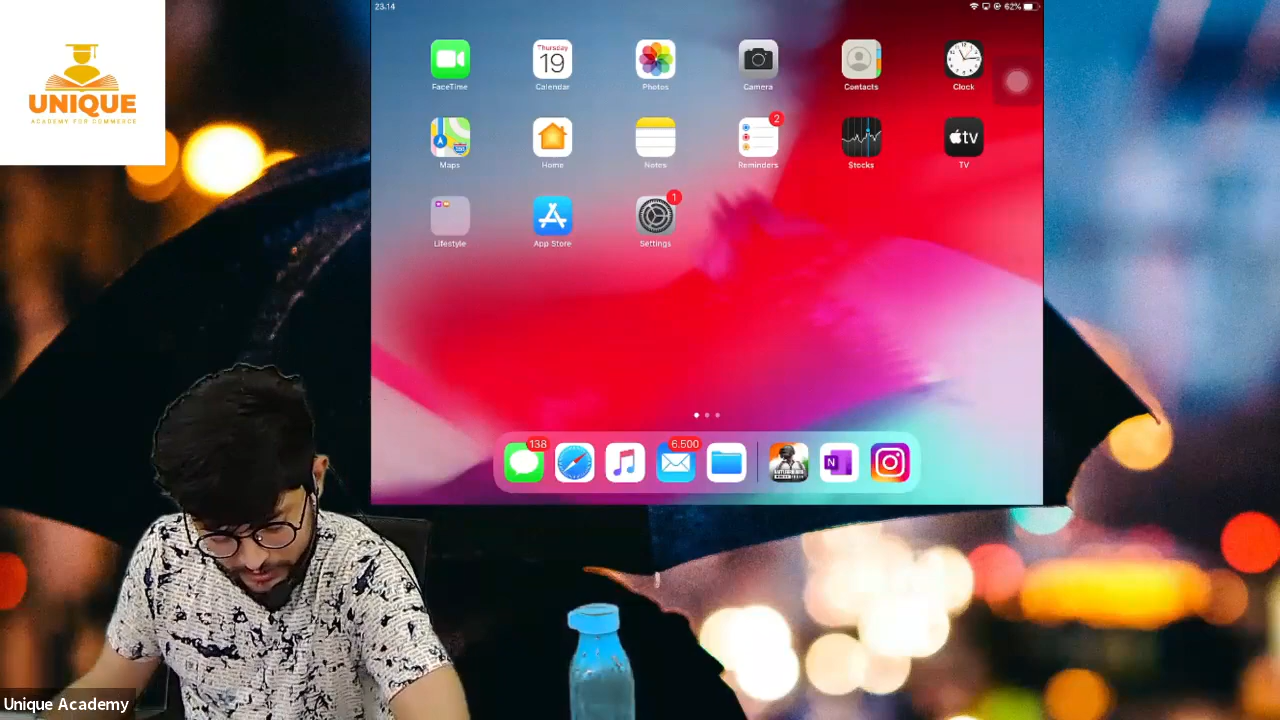 UNIQUE
ACADEMY FOR COMMERCE
23.14
62%
FaceTime
Thursday
19
Calendar
Photos
Camera
Contacts
Clock
Maps
Home
Notes
2
Reminders
Stocks
tv
TV
Lifestyle
App Store
1
Settings
138
6.500
N
Unique Academy